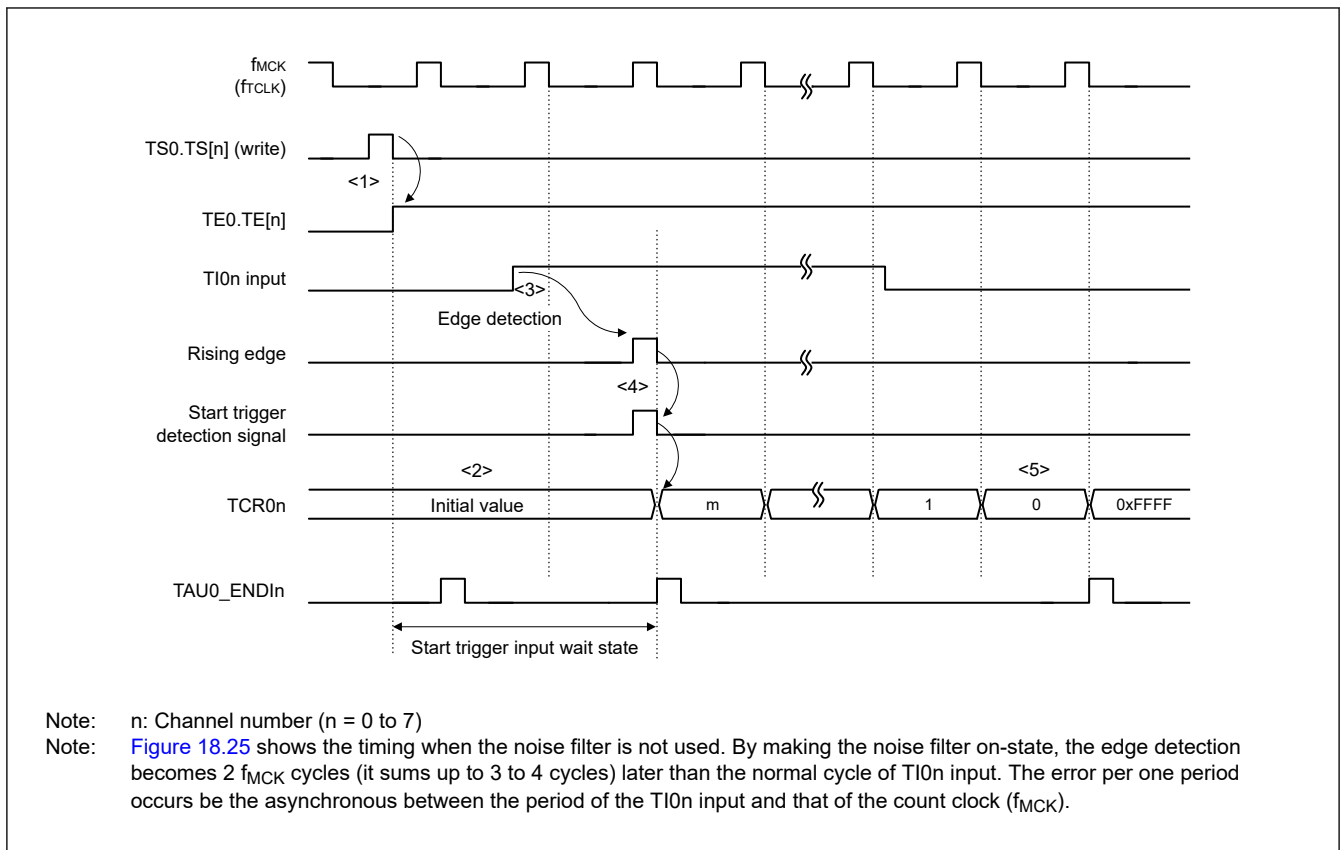 fMCK
(fTCLK)
TS0.TS[n] (write)
<1>
TE0.TE[n]
TI0n input
<3>
Edge detection
Rising edge
<4>
Start trigger
detection signal
<2>
<5>
TCR0n
Initial value
m
1
0
0xFFFF
TAU0_ENDIn
Start trigger input wait state
Note: n: Channel number (n = 0 to 7)
Note: Figure 18.25 shows the timing when the noise filter is not used. By making the noise filter on-state, the edge detection
becomes 2 fMCK cycles (it sums up to 3 to 4 cycles) later than the normal cycle of TI0n input. The error per one period
occurs be the asynchronous between the period of the TI0n input and that of the count clock (fMCK).